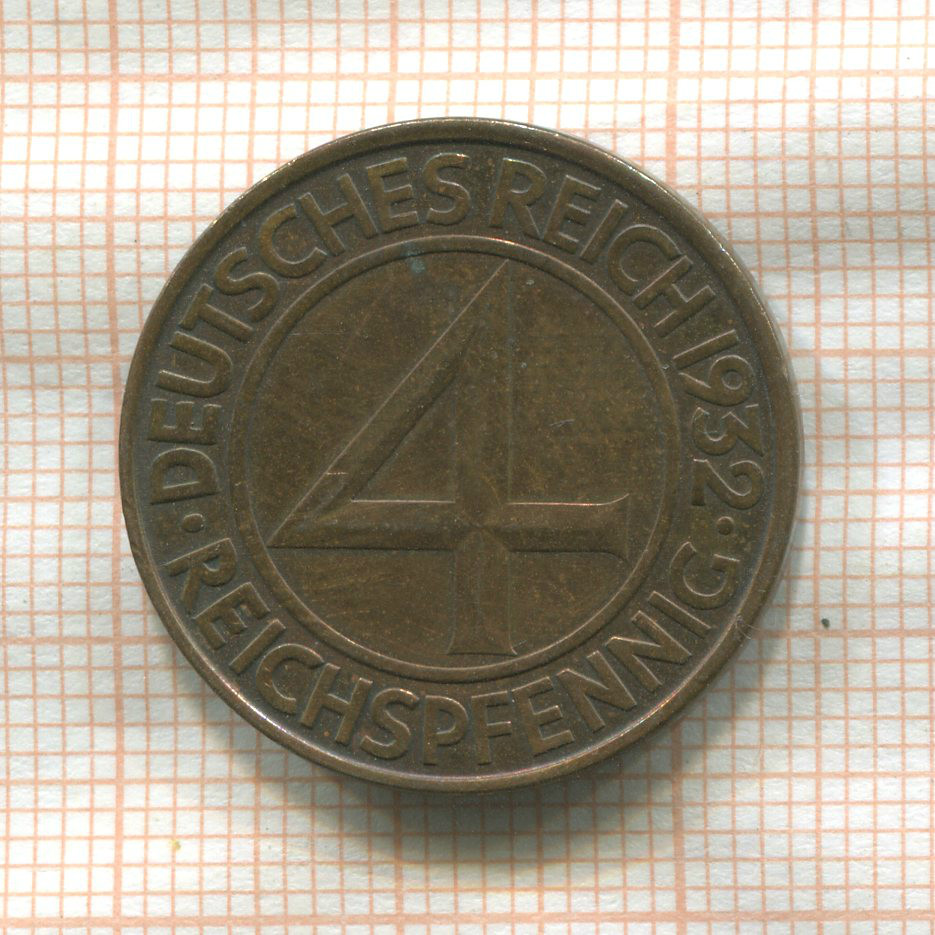 DEUTSCHES REICH 1932
4
· REICHSPFENNIG ·